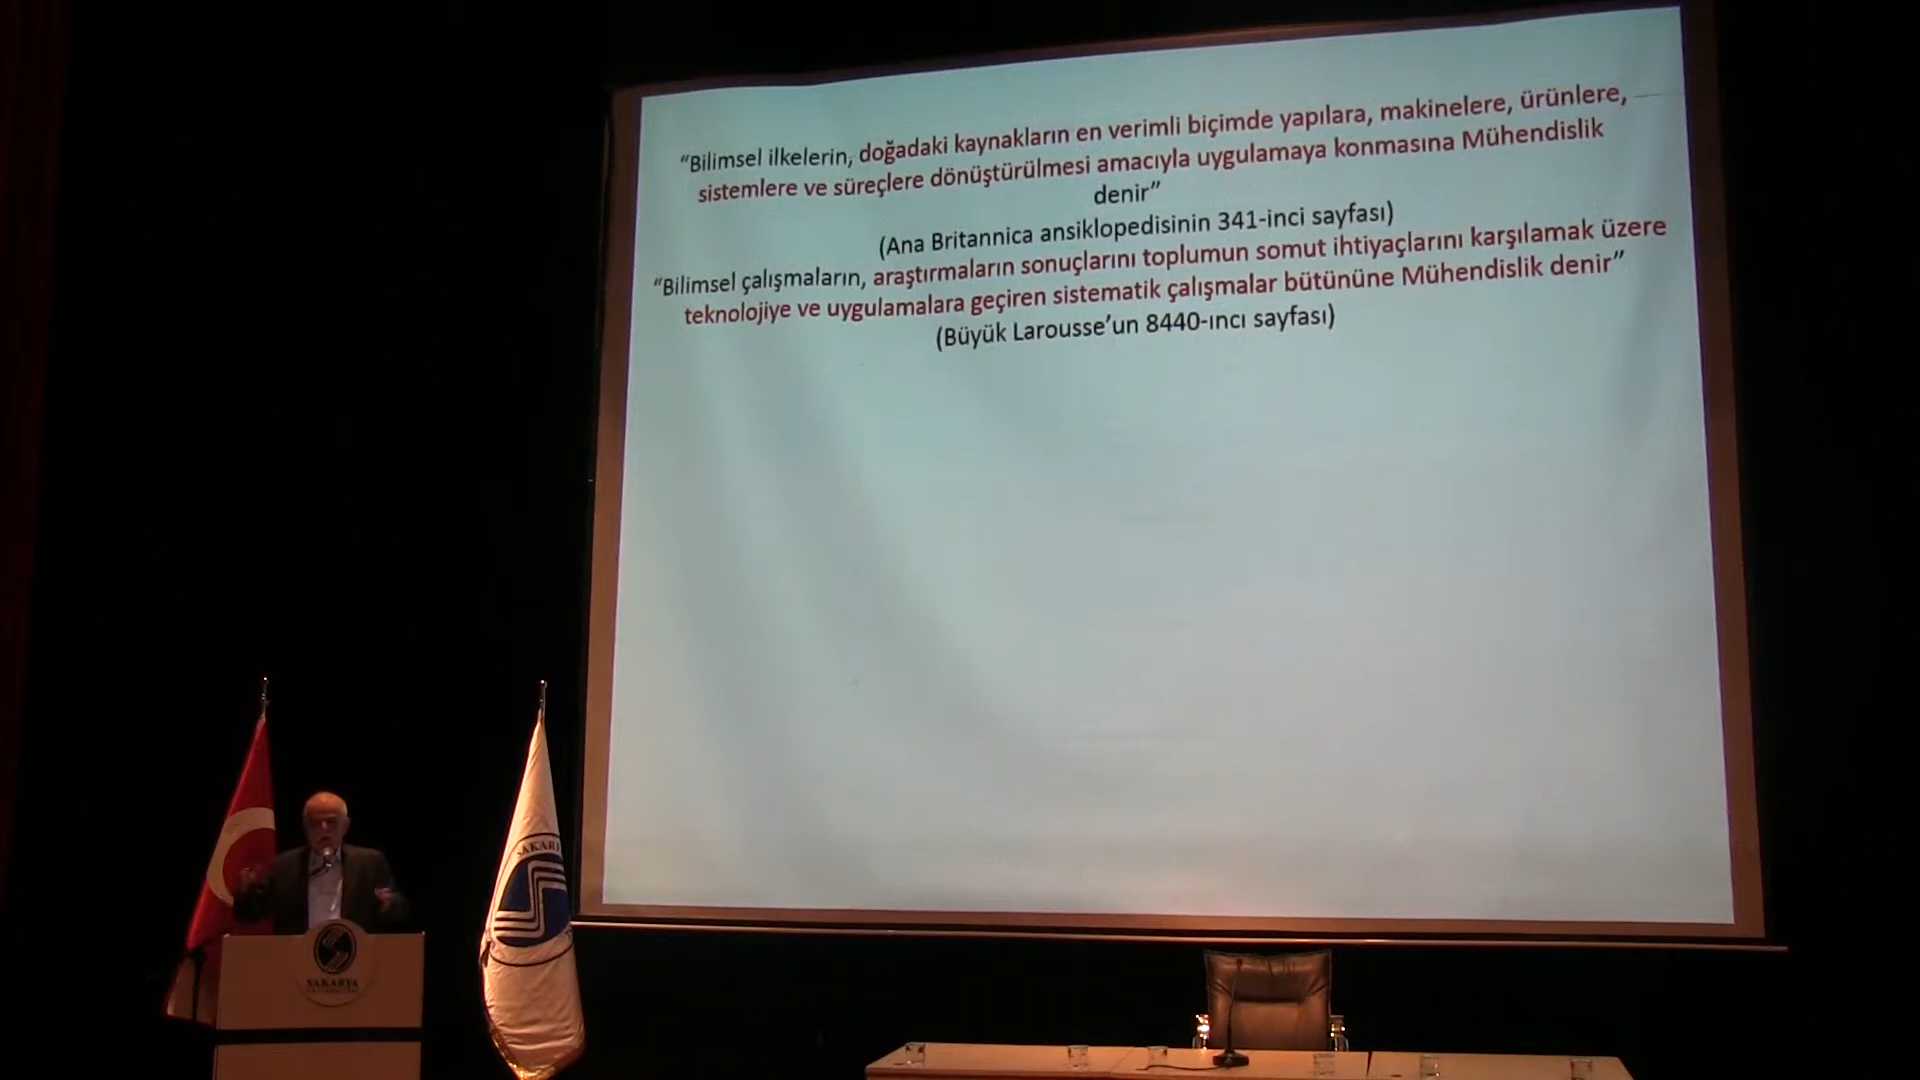 “Bilimsel ilkelerin, doğadaki kaynakların en verimli biçimde yapılara, makinelere, ürünlere,
sistemlere ve süreçlere dönüştürülmesi amacıyla uygulamaya konmasına Mühendislik
denir”
(Ana Britannica ansiklopedisinin 341-inci sayfası)
“Bilimsel çalışmaların, araştırmaların sonuçlarını toplumun somut ihtiyaçlarını karşılamak üzere
teknolojiye ve uygulamalara geçiren sistematik çalışmalar bütününe Mühendislik denir”
(Büyük Larousse’un 8440-ıncı sayfası)
SAKARYA